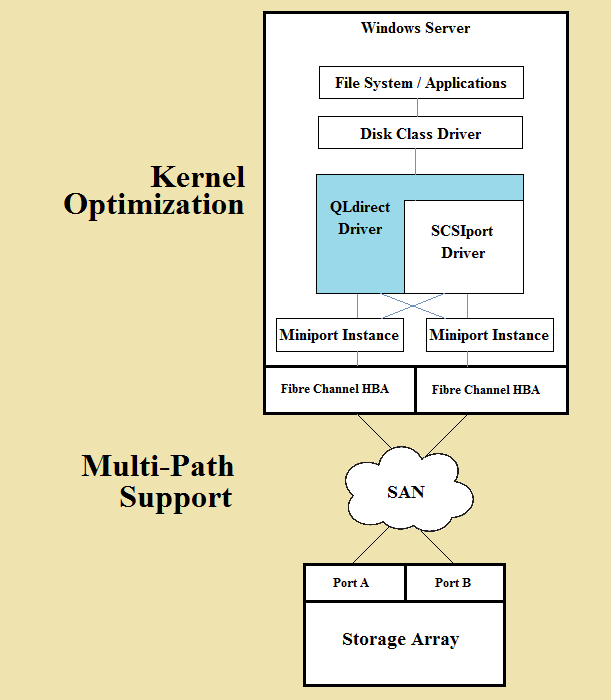 Windows Server
File System / Applications
Disk Class Driver
Kernel
Optimization
QLdirect
Driver
SCSIport
Driver
Miniport Instance
Miniport Instance
Fibre Channel HBA
Fibre Channel HBA
Multi-Path
Support
SAN
Port A
Port B
Storage Array